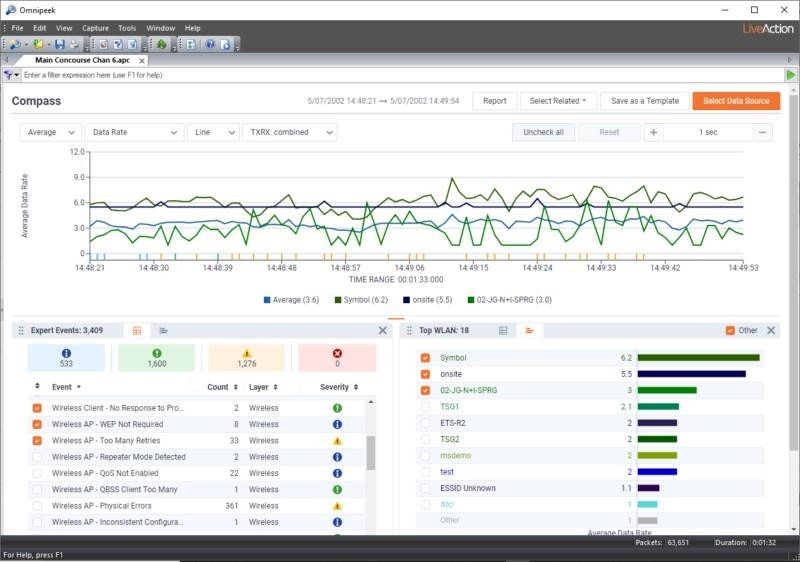 Omnipeek
File Edit View Capture Tools Window Help
LiveAction
Main Concourse Chan 6.apc
Enter a filter expression here (use F1 for help)
Compass
5/07/2002 14:48:21 → 5/07/2002 14:49:54
Report
Select Related
Save as a Template
Select Data Source
Average
Data Rate
Line
TXRX: combined
Uncheck all
Reset
1 sec
Average Data Rate
12.0
9.0
6.0
3.0
0
14:48:21 14:48:30 14:48:39 14:48:48 14:48:57 14:49:06 14:49:15 14:49:24 14:49:33 14:49:42 14:49:53
TIME RANGE: 00:01:33.000
Average (3.6) Symbol (6.2) onsite (5.5) 02-JG-N+I-SPRG (3.0)
Expert Events: 3,409
533
1,600
1,276
0
Event Count Layer Severity
Wireless Client - No Response to Pro... 2 Wireless
Wireless AP - WEP Not Required 8 Wireless
Wireless AP - Too Many Retries 33 Wireless
Wireless AP - Repeater Mode Detected 2 Wireless
Wireless AP - QoS Not Enabled 22 Wireless
Wireless AP - QBSS Client Too Many 1 Wireless
Wireless AP - Physical Errors 361 Wireless
Wireless AP - Inconsistent Configura... 1 Wireless
Top WLAN: 18
Other
Symbol 6.2
onsite 5.5
02-JG-N+I-SPRG 3
TSG1 2.1
ETS-R2 2
TSG2 2
msdemo 2
test 2
ESSID Unknown 1.1
Atcl 1
Other 1
Average Data Rate
Packets: 63,651 Duration: 0:01:32
For Help, press F1